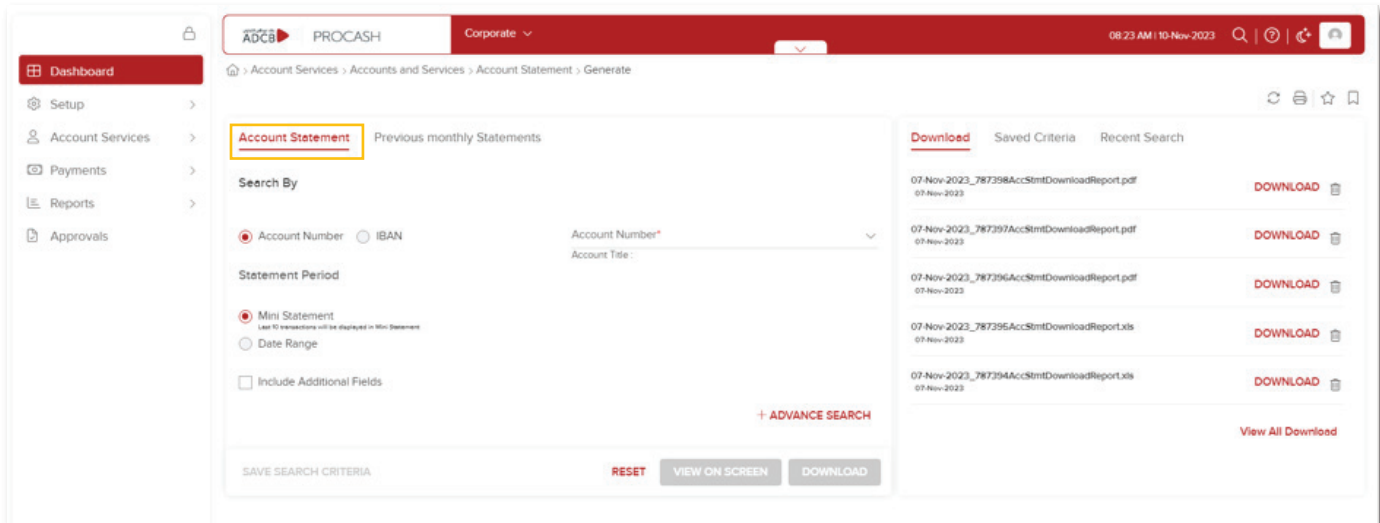 ADCB
PROCASH
Corporate
08:23 AM | 10-Nov-2023
Dashboard
Setup
Account Services
Payments
Reports
Approvals
> Account Services > Accounts and Services > Account Statement > Generate
Account Statement
Previous monthly Statements
Search By
Account Number
IBAN
Account Number*
Account Title :
Statement Period
Mini Statement
Last 10 transactions will be displayed in Mini Statement
Date Range
Include Additional Fields
+ ADVANCE SEARCH
SAVE SEARCH CRITERIA
RESET
VIEW ON SCREEN
DOWNLOAD
Download
Saved Criteria
Recent Search
07-Nov-2023_787398AccStmtDownloadReport.pdf
DOWNLOAD
07-Nov-2023
07-Nov-2023_787397AccStmtDownloadReport.pdf
DOWNLOAD
07-Nov-2023
07-Nov-2023_787396AccStmtDownloadReport.pdf
DOWNLOAD
07-Nov-2023
07-Nov-2023_787395AccStmtDownloadReport.xls
DOWNLOAD
07-Nov-2023
07-Nov-2023_787394AccStmtDownloadReport.xls
DOWNLOAD
07-Nov-2023
View All Download